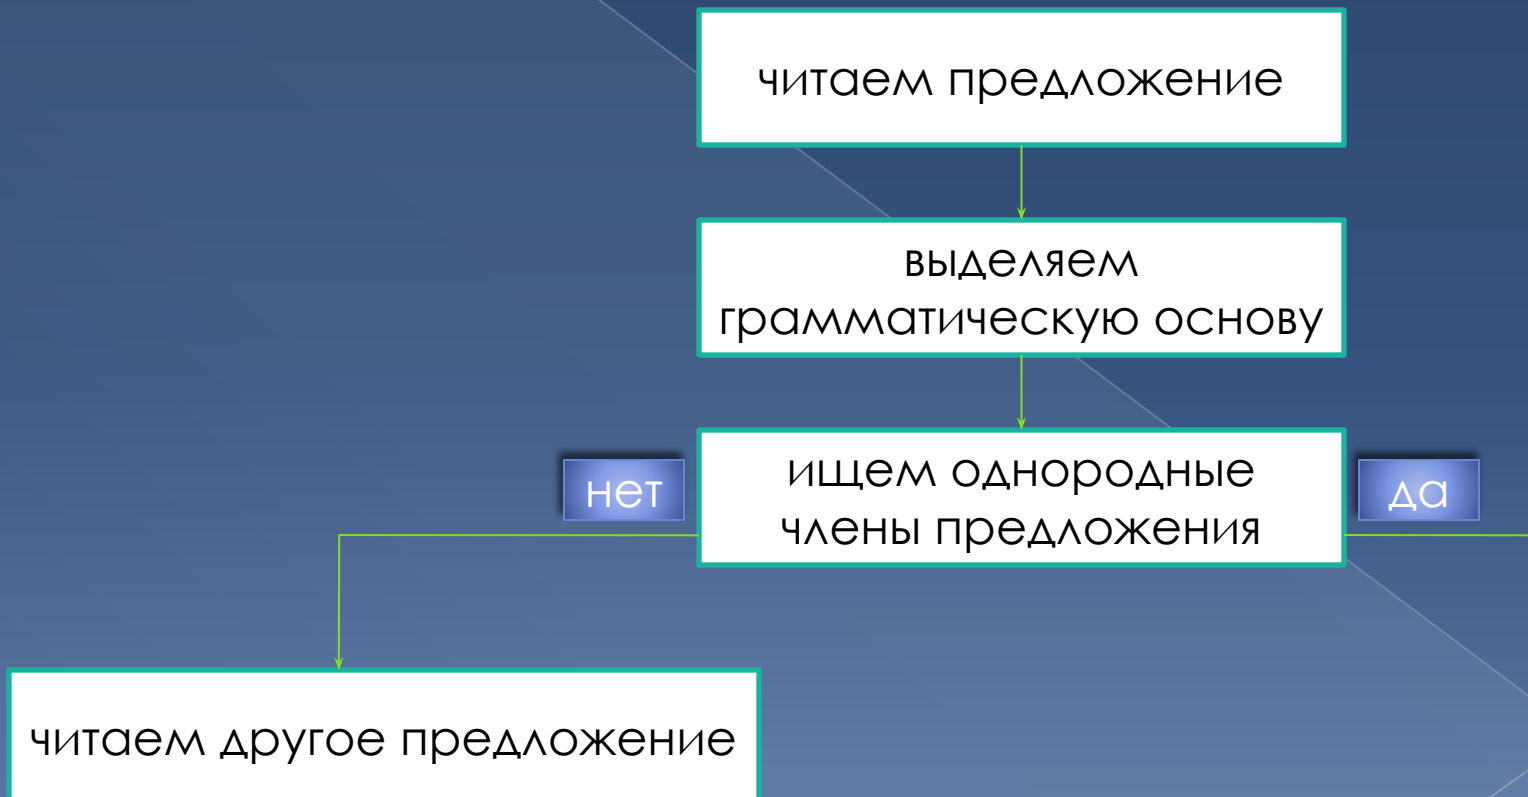 читаем предложение
выделяем
грамматическую основу
ищем однородные
члены предложения
нет
да
читаем другое предложение